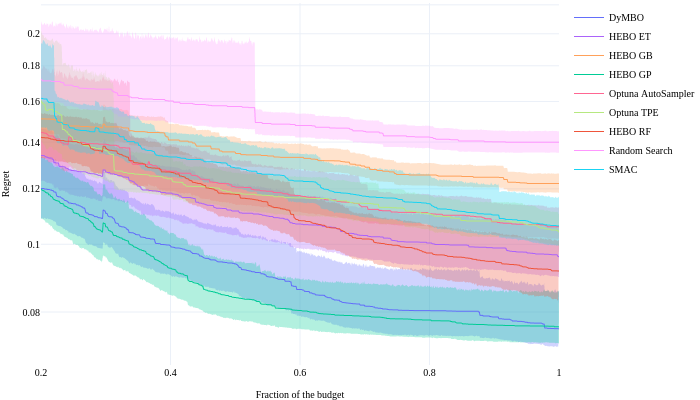 0.2
0.18
0.16
0.14
0.12
0.1
0.08
Regret
0.2
0.4
0.6
0.8
1
Fraction of the budget
DyMBO
HEBO ET
HEBO GB
HEBO GP
Optuna AutoSampler
Optuna TPE
HEBO RF
Random Search
SMAC